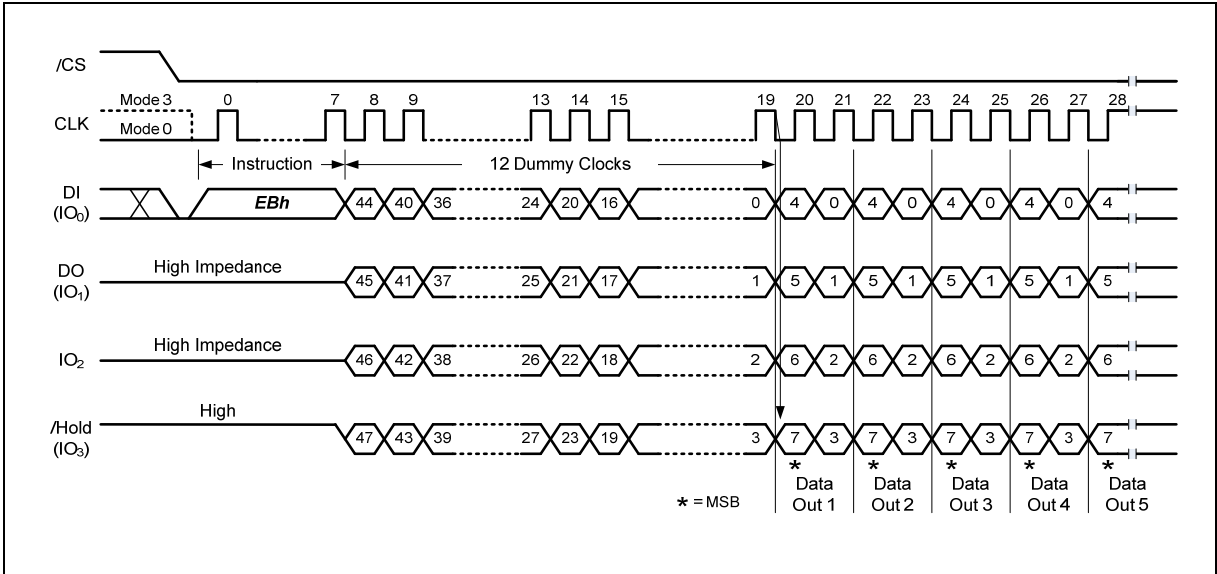 /CS
Mode 3 0 7 8 9 13 14 15 19 20 21 22 23 24 25 26 27 28
CLK
Mode 0
Instruction 12 Dummy Clocks
DI
(IO₀)
EBh 44 40 36 24 20 16 0 4 0 4 0 4 0 4 0 4
DO
(IO₁)
High Impedance 45 41 37 25 21 17 1 5 1 5 1 5 1 5 1 5
IO₂
High Impedance 46 42 38 26 22 18 2 6 2 6 2 6 2 6 2 6
/Hold
(IO₃)
High 47 43 39 27 23 19 3 7 3 7 3 7 3 7 3 7
* * * * *
* = MSB
Data Out 1
Data Out 2
Data Out 3
Data Out 4
Data Out 5